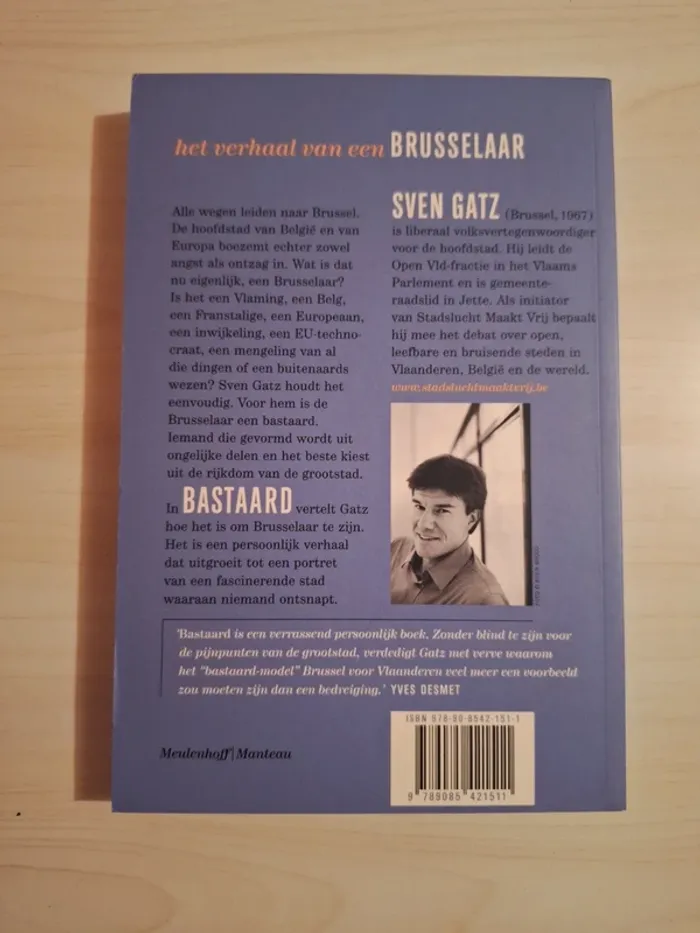 het verhaal van een BRUSSELAAR
Alle wegen leiden naar Brussel.
De hoofdstad van België en van
Europa boezemt echter zowel
angst als ontzag in. Wat is dat
nu eigenlijk, een Brusselaar?
Is het een Vlaming, een Belg,
een Franstalige, een Europeaan,
een inwijkeling, een EU-techno-
craat, een mengeling van al
die dingen of een buitenaards
wezen? Sven Gatz houdt het
eenvoudig. Voor hem is de
Brusselaar een bastaard.
Iemand die gevormd wordt uit
ongelijke delen en het beste kiest
uit de rijkdom van de grootstad.
In BASTAARD vertelt Gatz
hoe het is om Brusselaar te zijn.
Het is een persoonlijk verhaal
dat uitgroeit tot een portret
van een fascinerende stad
waaraan niemand ontsnapt.
SVEN GATZ (Brussel, 1967)
is liberaal volksvertegenwoordiger
voor de hoofdstad. Hij leidt de
Open Vld-fractie in het Vlaams
Parlement en is gemeente-
raadslid in Jette. Als initiator
van Stadslucht Maakt Vrij bepaalt
hij mee het debat over open,
leefbare en bruisende steden in
Vlaanderen, België en de wereld.
www.stadsluchtmaaktvrij.be
'Bastaard is een verrassend persoonlijk boek. Zonder blind te zijn voor
de pijnpunten van de grootstad, verdedigt Gatz met verve waarom
het "bastaard-model" Brussel voor Vlaanderen veel meer een voorbeeld
zou moeten zijn dan een bedreiging.' YVES DESMET
Meulenhoff|Manteau
ISBN 978-90-8542-151-1
9 789085 421511